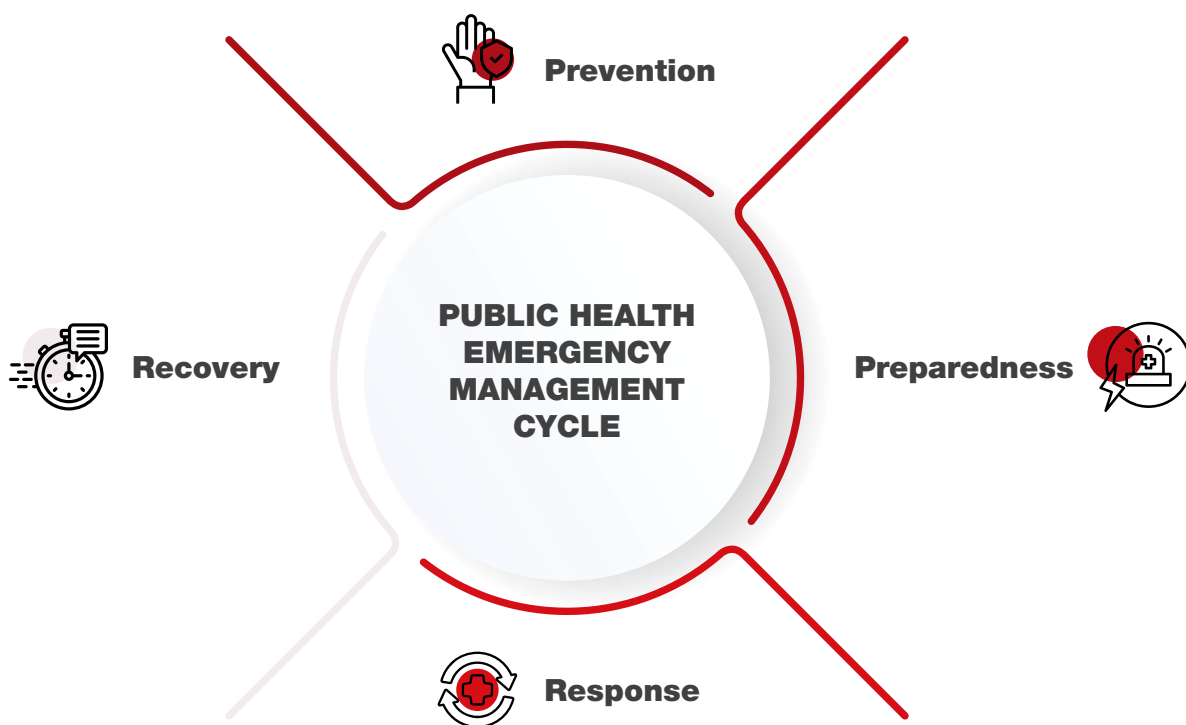 Prevention
PUBLIC HEALTH
EMERGENCY
MANAGEMENT
CYCLE
Recovery
Preparedness
Response